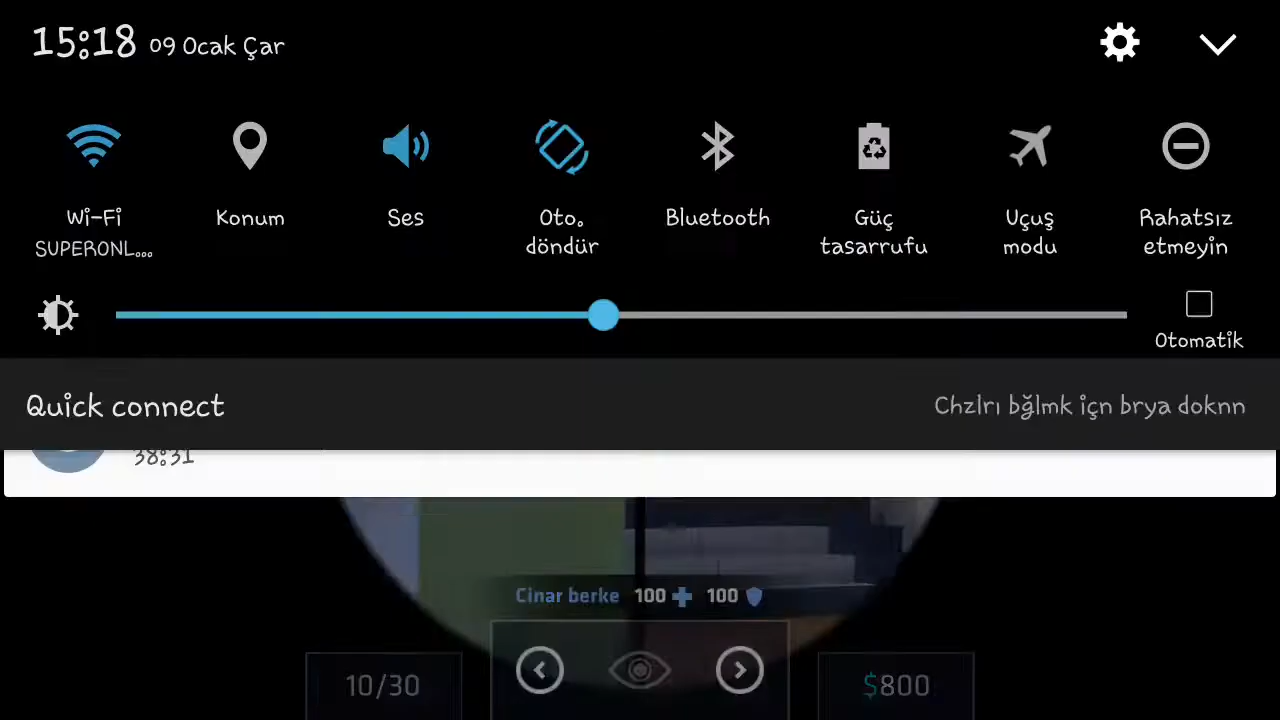 15:18 09 Ocak Çar
Wi-Fi
SUPERONL...
Konum
Ses
Oto.
döndür
Bluetooth
Güç
tasarrufu
Uçuş
modu
Rahatsız
etmeyin
Otomatik
Quick connect
Chzlrı bğlmk içn brya doknn
38:31
Cinar berke 100 100
10/30
$800